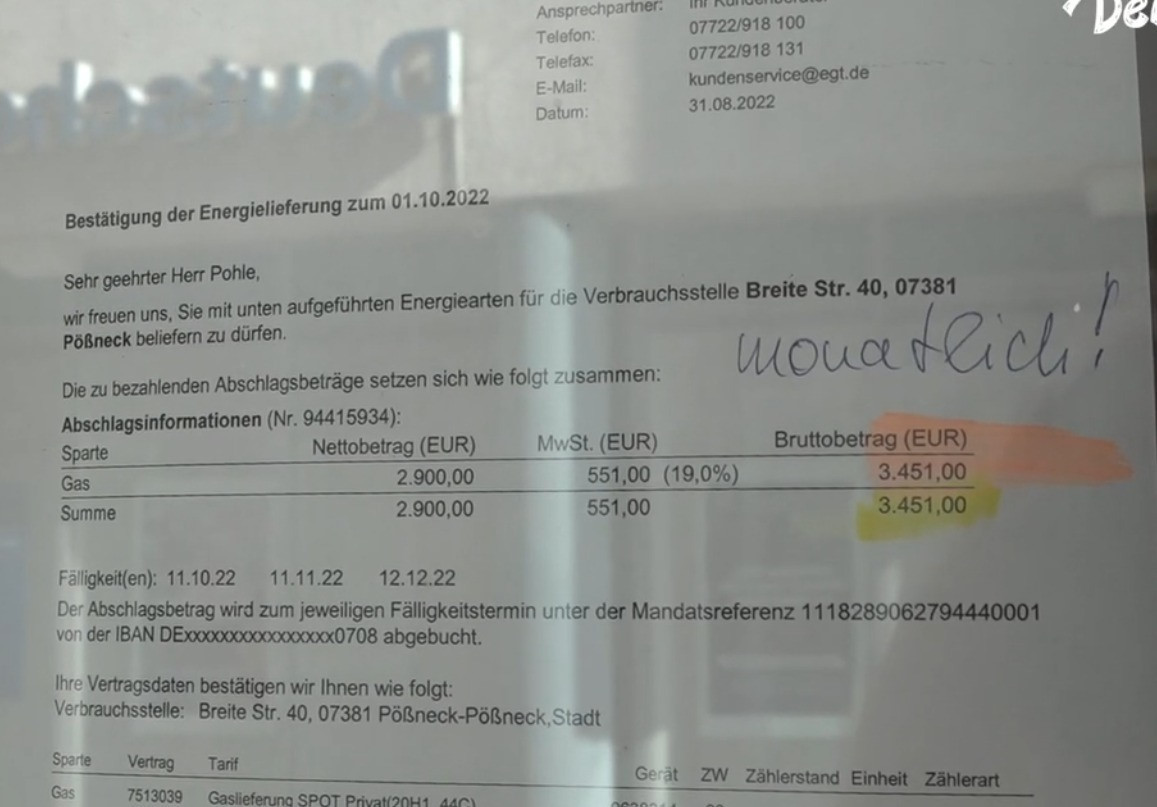 Ansprechpartner:
Telefon: 07722/918 100
Telefax: 07722/918 131
E-Mail: kundenservice@egt.de
Datum: 31.08.2022
Bestätigung der Energielieferung zum 01.10.2022
Sehr geehrter Herr Pohle,
wir freuen uns, Sie mit unten aufgeführten Energiearten für die Verbrauchsstelle Breite Str. 40, 07381
Pößneck beliefern zu dürfen.
monatlich!
Die zu bezahlenden Abschlagsbeträge setzen sich wie folgt zusammen:
Abschlagsinformationen (Nr. 94415934):
Sparte Nettobetrag (EUR) MwSt. (EUR) Bruttobetrag (EUR)
Gas 2.900,00 551,00 (19,0%) 3.451,00
Summe 2.900,00 551,00 3.451,00
Fälligkeit(en): 11.10.22 11.11.22 12.12.22
Der Abschlagsbetrag wird zum jeweiligen Fälligkeitstermin unter der Mandatsreferenz 1118289062794440001
von der IBAN DExxxxxxxxxxxxxxxx0708 abgebucht.
Ihre Vertragsdaten bestätigen wir Ihnen wie folgt:
Verbrauchsstelle: Breite Str. 40, 07381 Pößneck-Pößneck,Stadt
Sparte Vertrag Tarif Gerät ZW Zählerstand Einheit Zählerart
Gas 7513039 Gaslieferung SPOT Privat(20H1, 44C)